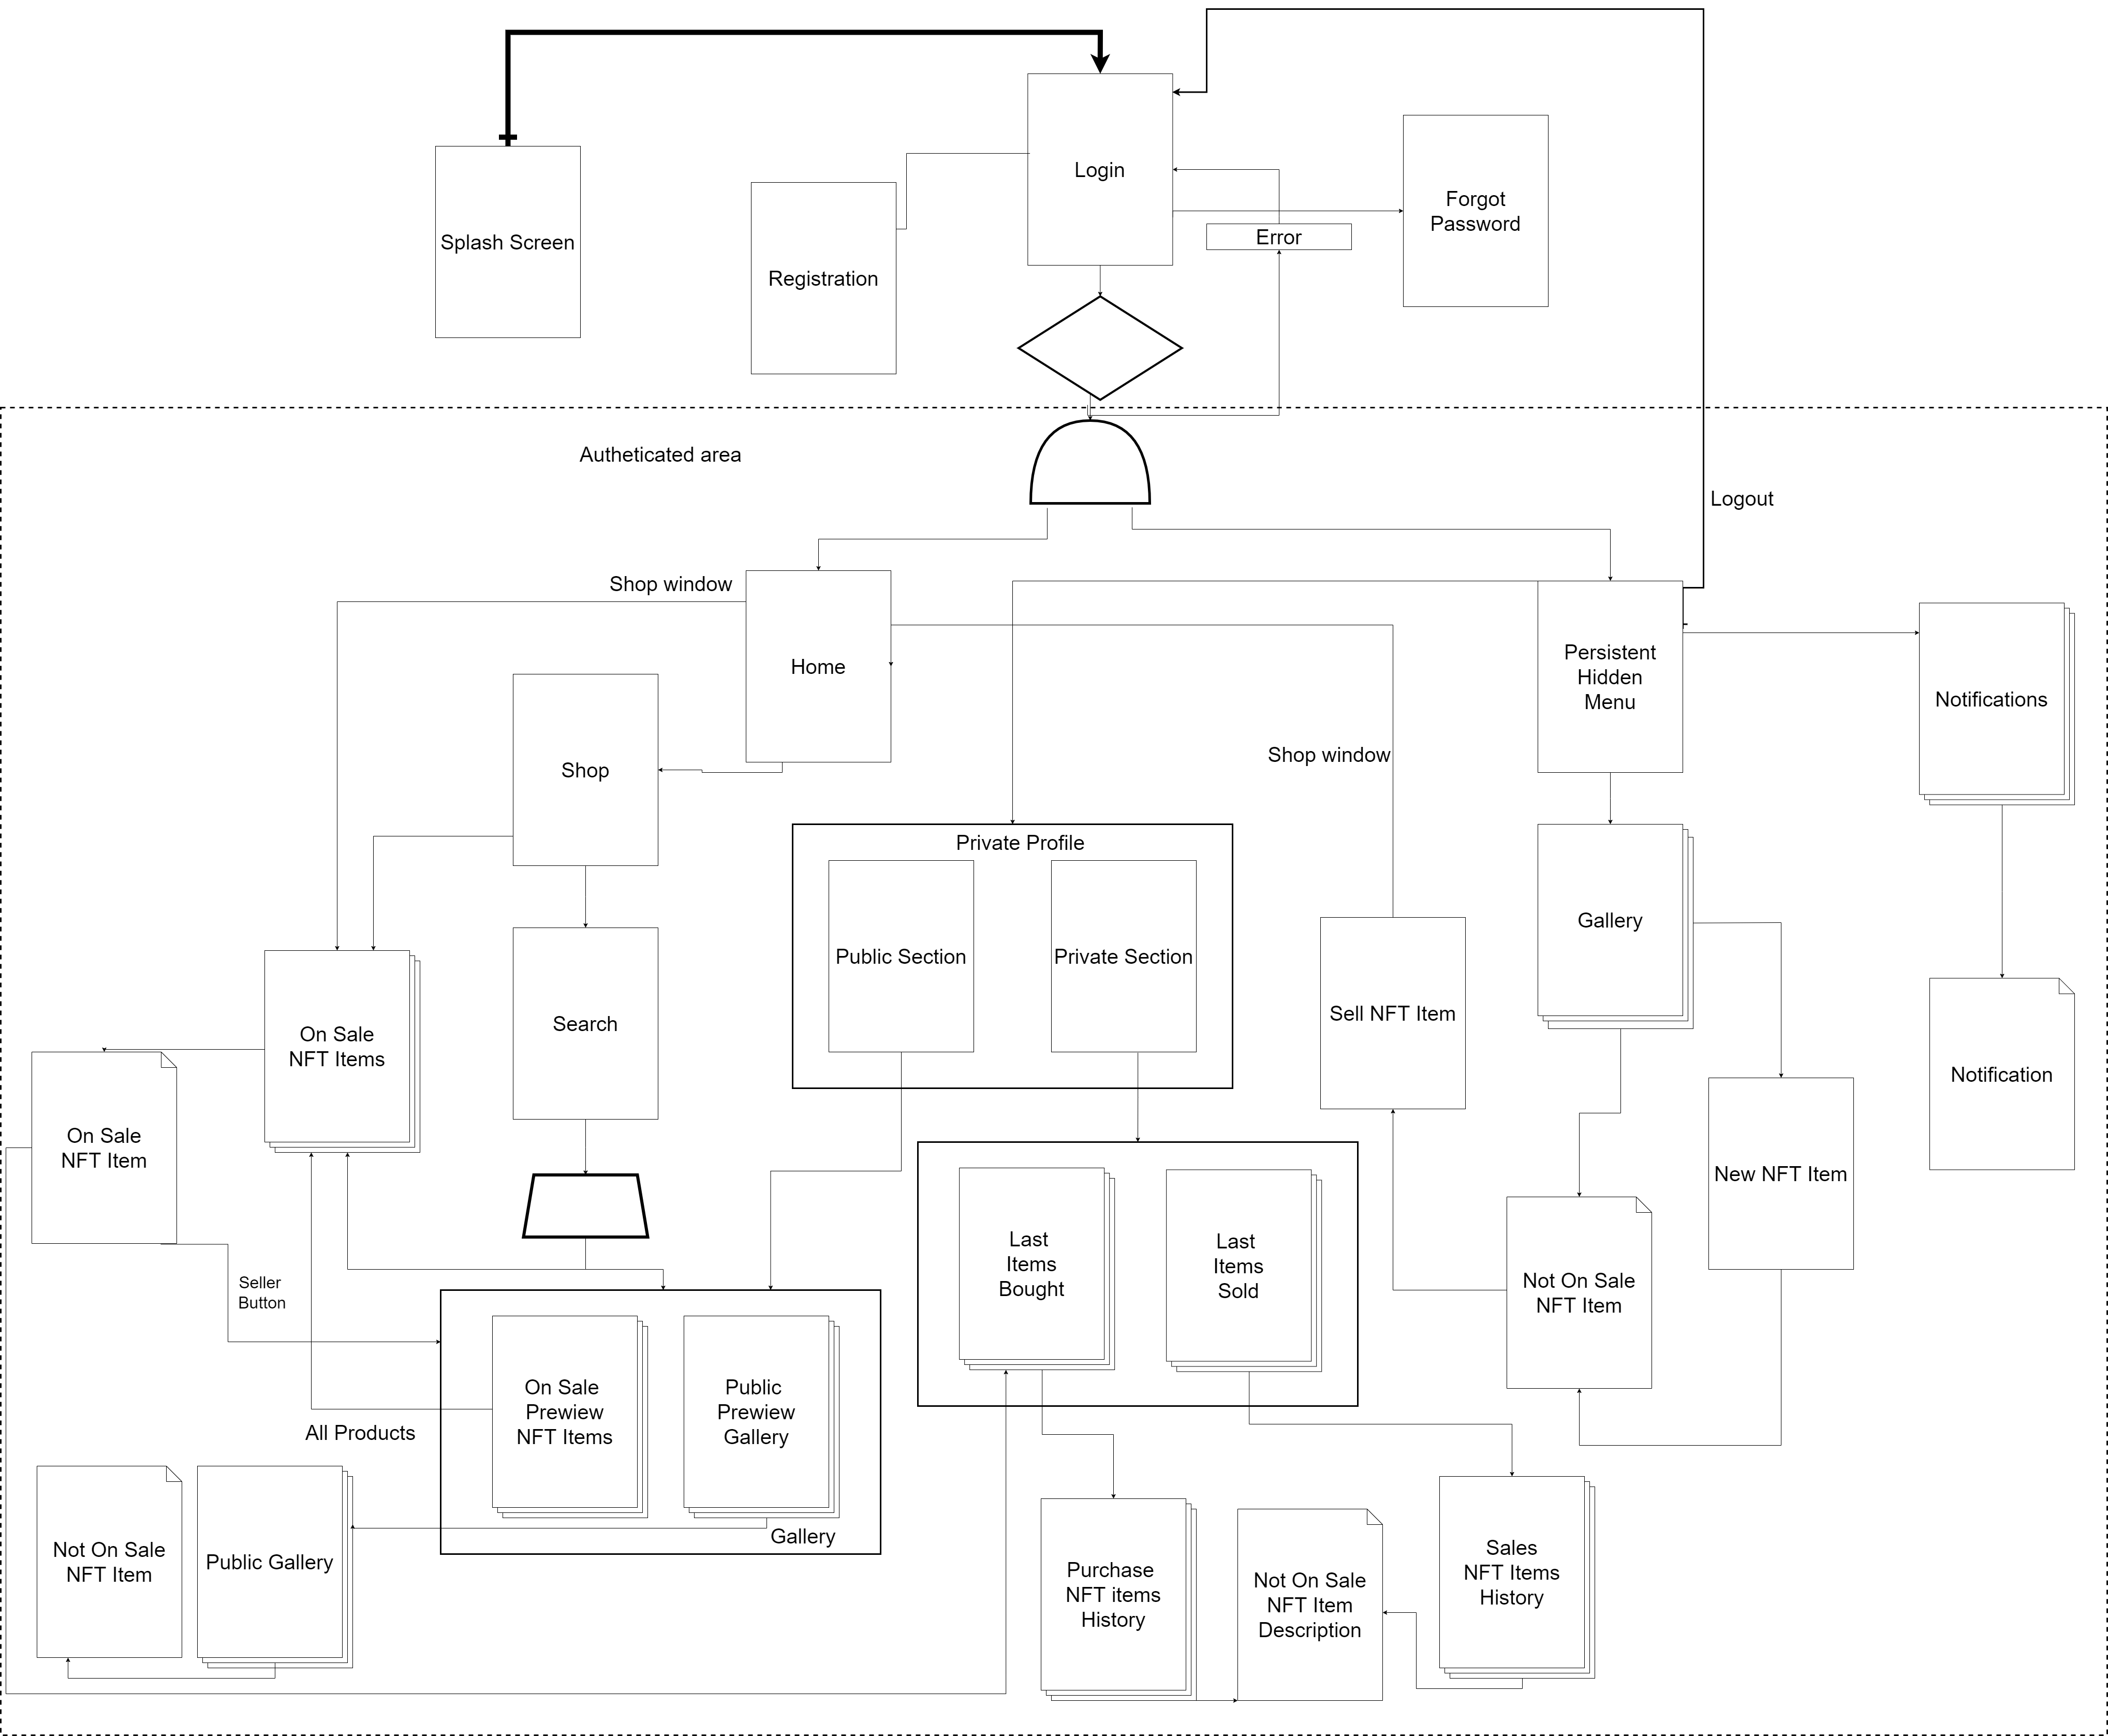 Login
Forgot
Password
Error
Splash Screen
Registration
Autheticated area
Logout
Shop window
Home
Persistent
Hidden
Menu
Notifications
Shop
Shop window
Private Profile
Public Section
Private Section
Gallery
Sell NFT Item
Search
On Sale
NFT Items
Notification
On Sale
NFT Item
New NFT Item
Last
Items
Bought
Last
Items
Sold
Not On Sale
NFT Item
Seller
Button
On Sale
Prewiew
NFT Items
Public
Prewiew
Gallery
All Products
Gallery
Not On Sale
NFT Item
Public Gallery
Purchase
NFT items
History
Not On Sale
NFT Item
Description
Sales
NFT Items
History